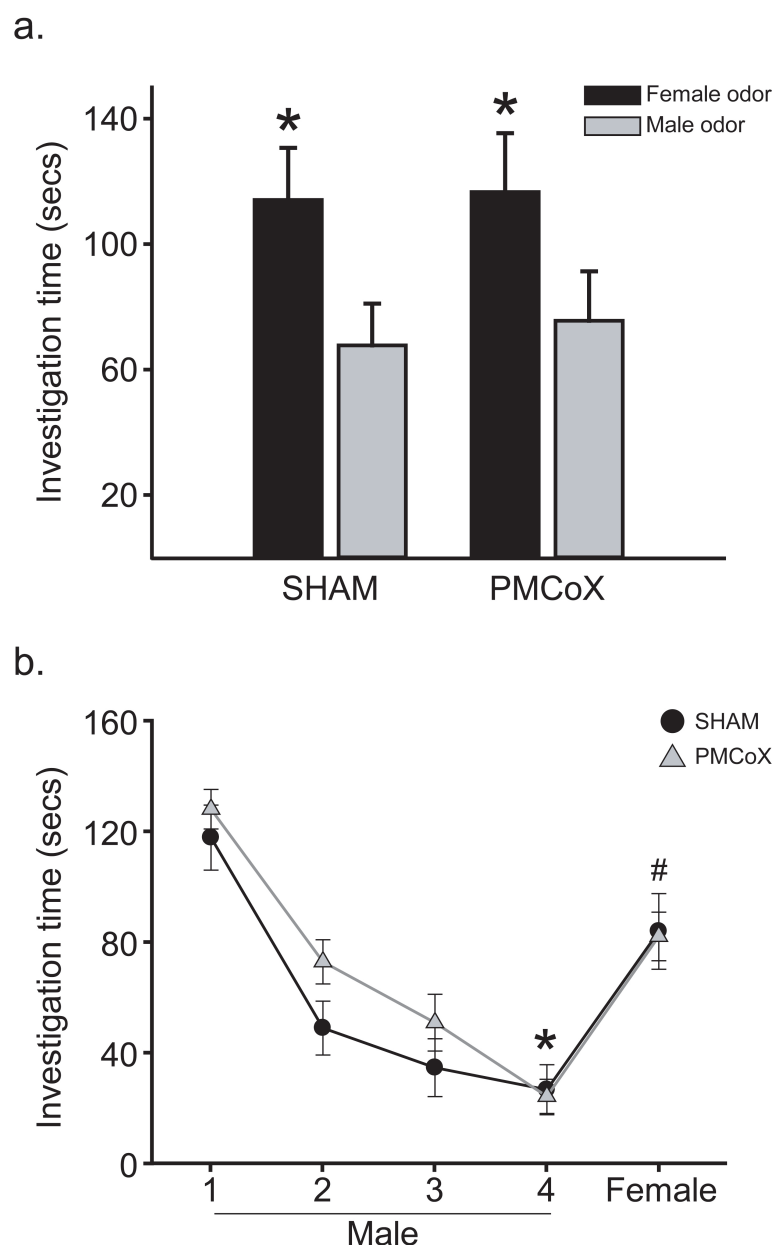 a.
Investigation time (secs)
140
100
60
20
*
*
Female odor
Male odor
SHAM
PMCoX
b.
Investigation time (secs)
160
120
80
40
0
SHAM
PMCoX
#
*
1
2
3
4
Female
Male